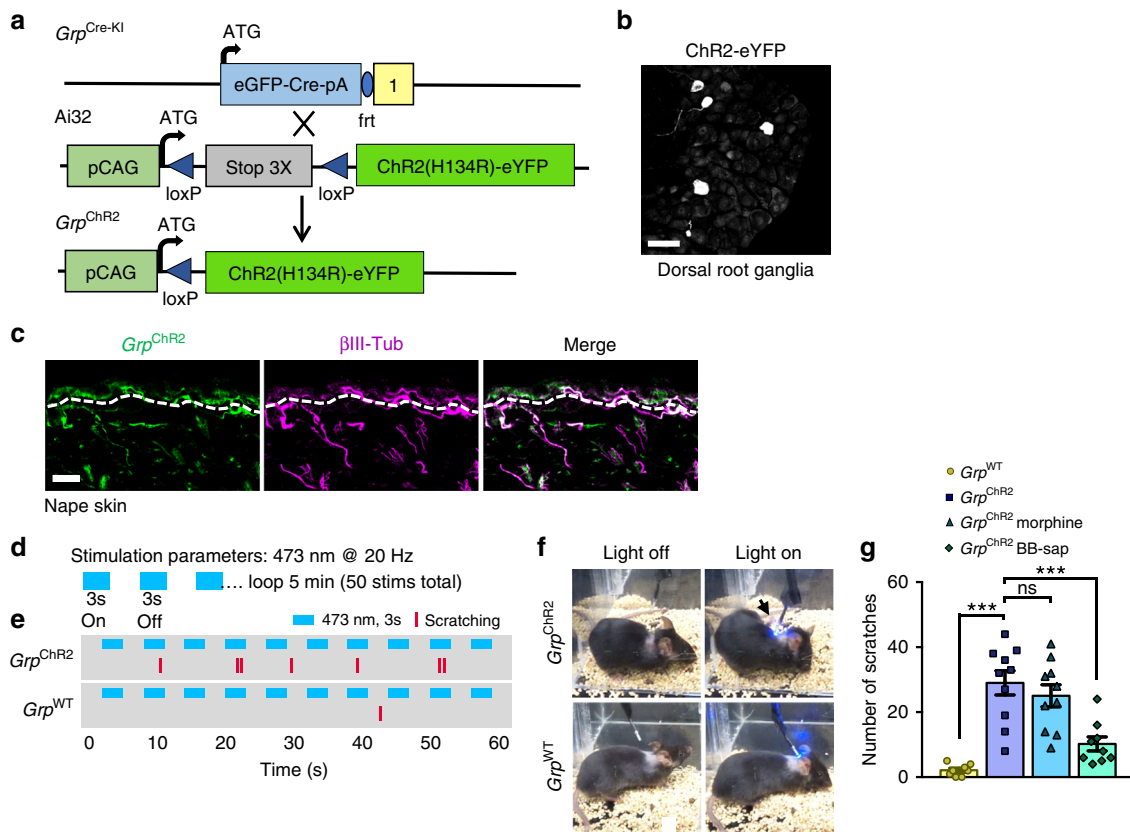 a
Grp^Cre-KI
ATG
eGFP-Cre-pA
1
frt
Ai32
ATG
pCAG
Stop 3X
ChR2(H134R)-eYFP
loxP
loxP
Grp^ChR2
ATG
pCAG
ChR2(H134R)-eYFP
loxP
b
ChR2-eYFP
Dorsal root ganglia
c
Grp^ChR2
βIII-Tub
Merge
Nape skin
d
Stimulation parameters: 473 nm @ 20 Hz
.... loop 5 min (50 stims total)
3s
3s
On
Off
e
473 nm, 3s
Scratching
Grp^ChR2
Grp^WT
0 10 20 30 40 50 60
Time (s)
f
Light off
Light on
Grp^ChR2
Grp^WT
g
Grp^WT
Grp^ChR2
Grp^ChR2 morphine
Grp^ChR2 BB-sap
Number of scratches
60
40
20
0
***
ns
***